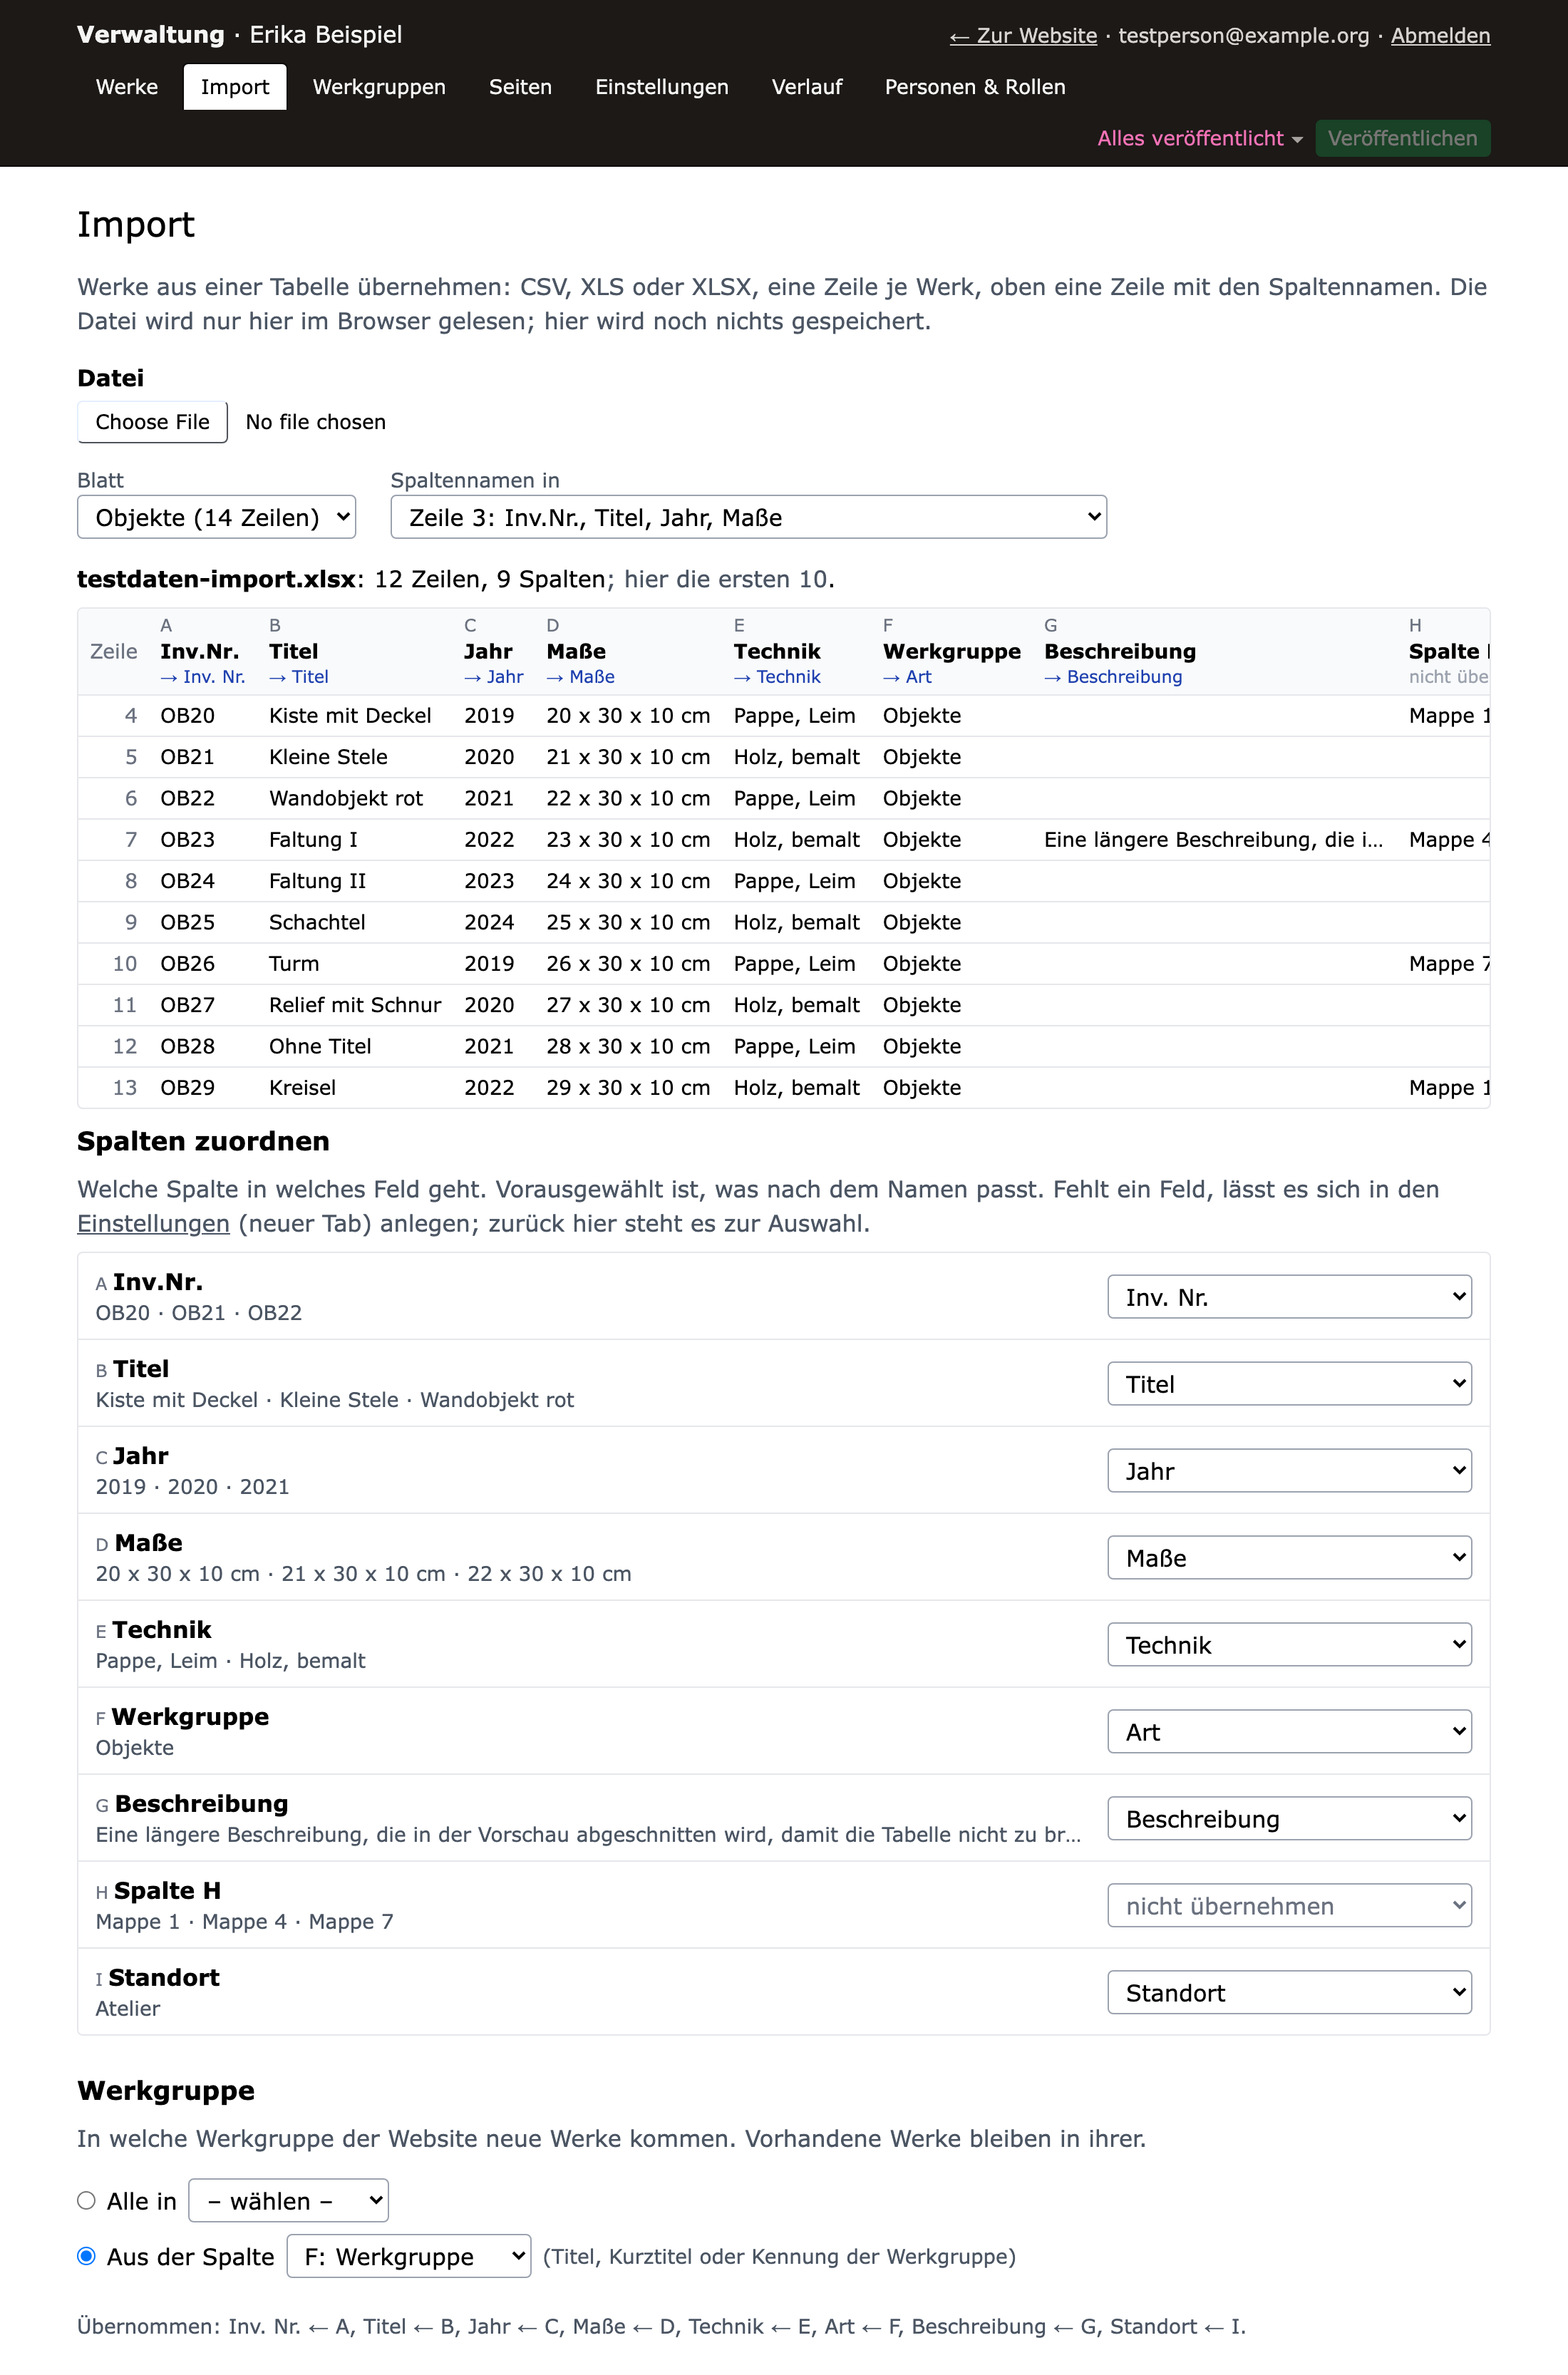 Verwaltung · Erika Beispiel
← Zur Website · testperson@example.org · Abmelden
Werke Import Werkgruppen Seiten Einstellungen Verlauf Personen & Rollen
Alles veröffentlicht Veröffentlichen
Import
Werke aus einer Tabelle übernehmen: CSV, XLS oder XLSX, eine Zeile je Werk, oben eine Zeile mit den Spaltennamen. Die
Datei wird nur hier im Browser gelesen; hier wird noch nichts gespeichert.
Datei
Choose File No file chosen
Blatt Spaltennamen in
Objekte (14 Zeilen) Zeile 3: Inv.Nr., Titel, Jahr, Maße
testdaten-import.xlsx: 12 Zeilen, 9 Spalten; hier die ersten 10.
A B C D E F G H
Zeile Inv.Nr. Titel Jahr Maße Technik Werkgruppe Beschreibung Spalte
→ Inv. Nr. → Titel → Jahr → Maße → Technik → Art → Beschreibung nicht übe
4 OB20 Kiste mit Deckel 2019 20 x 30 x 10 cm Pappe, Leim Objekte Mappe 1
5 OB21 Kleine Stele 2020 21 x 30 x 10 cm Holz, bemalt Objekte
6 OB22 Wandobjekt rot 2021 22 x 30 x 10 cm Pappe, Leim Objekte
7 OB23 Faltung I 2022 23 x 30 x 10 cm Holz, bemalt Objekte Eine längere Beschreibung, die i... Mappe 4
8 OB24 Faltung II 2023 24 x 30 x 10 cm Pappe, Leim Objekte
9 OB25 Schachtel 2024 25 x 30 x 10 cm Holz, bemalt Objekte
10 OB26 Turm 2019 26 x 30 x 10 cm Pappe, Leim Objekte Mappe 7
11 OB27 Relief mit Schnur 2020 27 x 30 x 10 cm Holz, bemalt Objekte
12 OB28 Ohne Titel 2021 28 x 30 x 10 cm Pappe, Leim Objekte
13 OB29 Kreisel 2022 29 x 30 x 10 cm Holz, bemalt Objekte Mappe 1
Spalten zuordnen
Welche Spalte in welches Feld geht. Vorausgewählt ist, was nach dem Namen passt. Fehlt ein Feld, lässt es sich in den
Einstellungen (neuer Tab) anlegen; zurück hier steht es zur Auswahl.
A Inv.Nr.
OB20 · OB21 · OB22
Inv. Nr.
B Titel
Kiste mit Deckel · Kleine Stele · Wandobjekt rot
Titel
C Jahr
2019 · 2020 · 2021
Jahr
D Maße
20 x 30 x 10 cm · 21 x 30 x 10 cm · 22 x 30 x 10 cm
Maße
E Technik
Pappe, Leim · Holz, bemalt
Technik
F Werkgruppe
Objekte
Art
G Beschreibung
Eine längere Beschreibung, die in der Vorschau abgeschnitten wird, damit die Tabelle nicht zu br...
Beschreibung
H Spalte H
Mappe 1 · Mappe 4 · Mappe 7
nicht übernehmen
I Standort
Atelier
Standort
Werkgruppe
In welche Werkgruppe der Website neue Werke kommen. Vorhandene Werke bleiben in ihrer.
Alle in – wählen –
Aus der Spalte F: Werkgruppe (Titel, Kurztitel oder Kennung der Werkgruppe)
Übernommen: Inv. Nr. ← A, Titel ← B, Jahr ← C, Maße ← D, Technik ← E, Art ← F, Beschreibung ← G, Standort ← I.